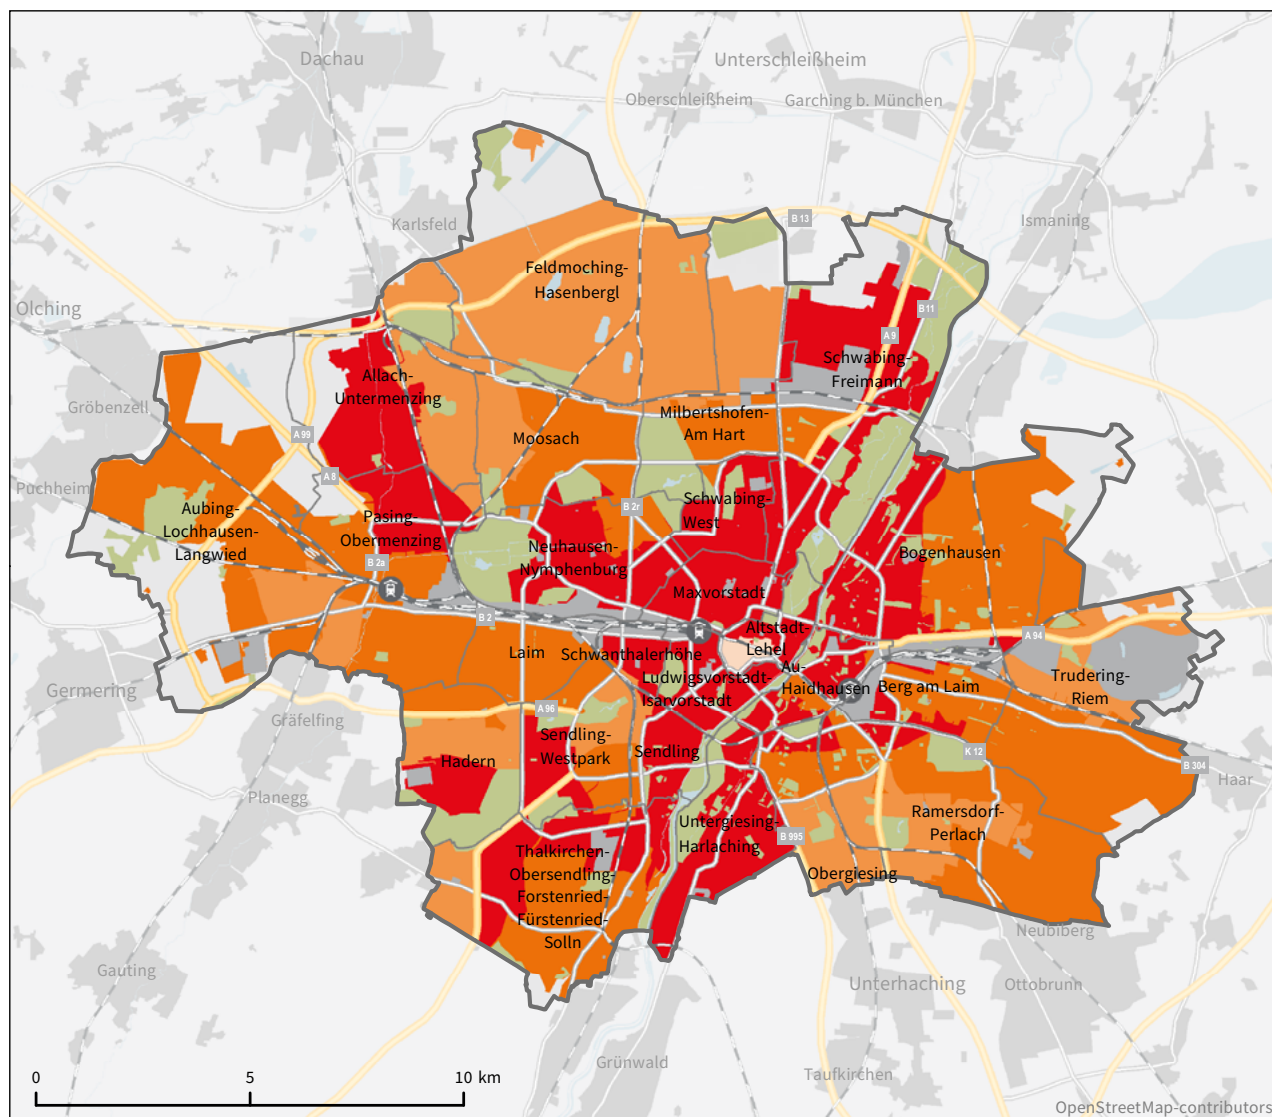 Dachau
Unterschleißheim
Oberschleißheim
Garching b. München
Karlsfeld
B 13
Ismaning
Feldmoching-
Hasenbergl
Olching
B11
A 9
Schwabing-
Freimann
Allach-
Untermenzing
Gröbenzell
Milbertshofen-
Am Hart
A 99
Moosach
A 8
Puchheim
Aubing-
Lochhausen-
Langwied
Pasing-
Obermenzing
B 2r
Schwabing-
West
Neuhausen-
Nymphenburg
Bogenhausen
B 2a
Maxvorstadt
B 2
Altstadt-
Lehel
A 94
Laim
Schwanthalerhöhe
Au-
Haidhausen
Ludwigsvorstadt-
Isarvorstadt
Berg am Laim
Trudering-
Riem
Germering
Gräfelfing
A 96
Sendling-
Westpark
Sendling
Hadern
K 12
B 304
Haar
Planegg
Ramersdorf-
Perlach
Untergiesing-
Harlaching
B 995
Obergiesing
Thalkirchen-
Obersendling-
Forstenried-
Fürstenried-
Solln
Neubiberg
Gauting
Unterhaching
Ottobrunn
Grünwald
Taufkirchen
0 5 10 km
OpenStreetMap-contributors